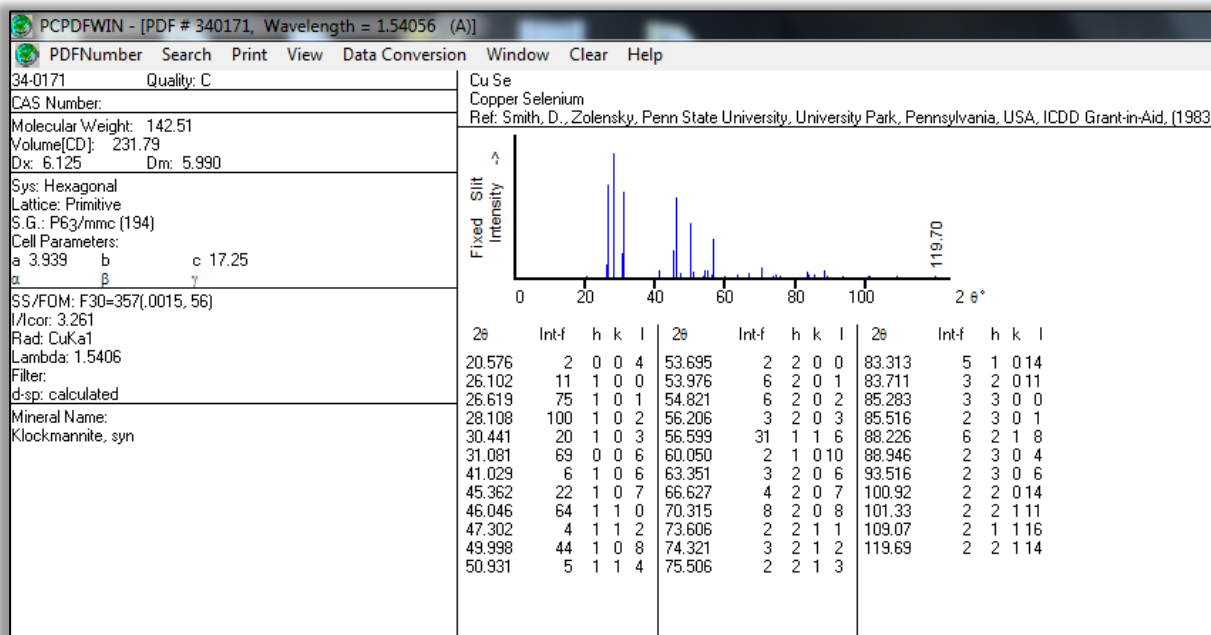 PCPDFWIN - [PDF # 340171, Wavelength = 1.54056 (A)]
PDFNumber Search Print View Data Conversion Window Clear Help
34-0171 Quality: C
CAS Number:
Molecular Weight: 142.51
Volume[CD]: 231.79
Dx: 6.125 Dm: 5.990
Sys: Hexagonal
Lattice: Primitive
S.G.: P63/mmc (194)
Cell Parameters:
a 3.939 b c 17.25
α β γ
SS/FOM: F30=357(.0015, 56)
I/Icor: 3.261
Rad: CuKa1
Lambda: 1.5406
Filter:
d-sp: calculated
Mineral Name:
Klockmannite, syn
Cu Se
Copper Selenium
Ref: Smith, D., Zolensky, Penn State University, University Park, Pennsylvania, USA, ICDD Grant-in-Aid, (1983
Fixed Slit
Intensity ->
119.70
0 20 40 60 80 100 2 θ°
2θ Int-f h k l
20.576 2 0 0 4
26.102 11 1 0 0
26.619 75 1 0 1
28.108 100 1 0 2
30.441 20 1 0 3
31.081 69 0 0 6
41.029 6 1 0 6
45.362 22 1 0 7
46.046 64 1 1 0
47.302 4 1 1 2
49.998 44 1 0 8
50.931 5 1 1 4
2θ Int-f h k l
53.695 2 2 0 0
53.976 6 2 0 1
54.821 6 2 0 2
56.206 3 2 0 3
56.599 31 1 1 6
60.050 2 1 0 10
63.351 3 2 0 6
66.627 4 2 0 7
70.315 8 2 0 8
73.606 2 2 1 1
74.321 3 2 1 2
75.506 2 2 1 3
2θ Int-f h k l
83.313 5 1 0 14
83.711 3 2 0 11
85.283 3 3 0 0
85.516 2 3 0 1
88.226 6 2 1 8
88.946 2 3 0 4
93.516 2 3 0 6
100.92 2 2 0 14
101.33 2 2 1 11
109.07 2 1 1 16
119.69 2 2 1 14